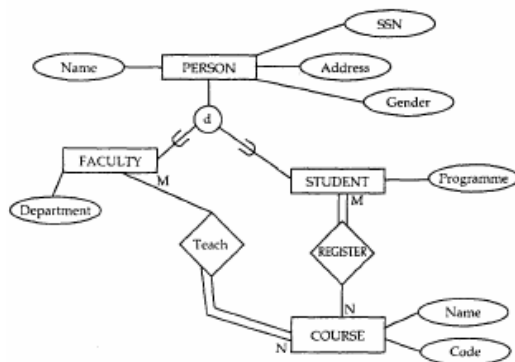 SSN
Name
PERSON
Address
Gender
d
FACULTY
M
STUDENT
Programme
M
Department
Teach
REGISTER
N
Name
N
COURSE
Code